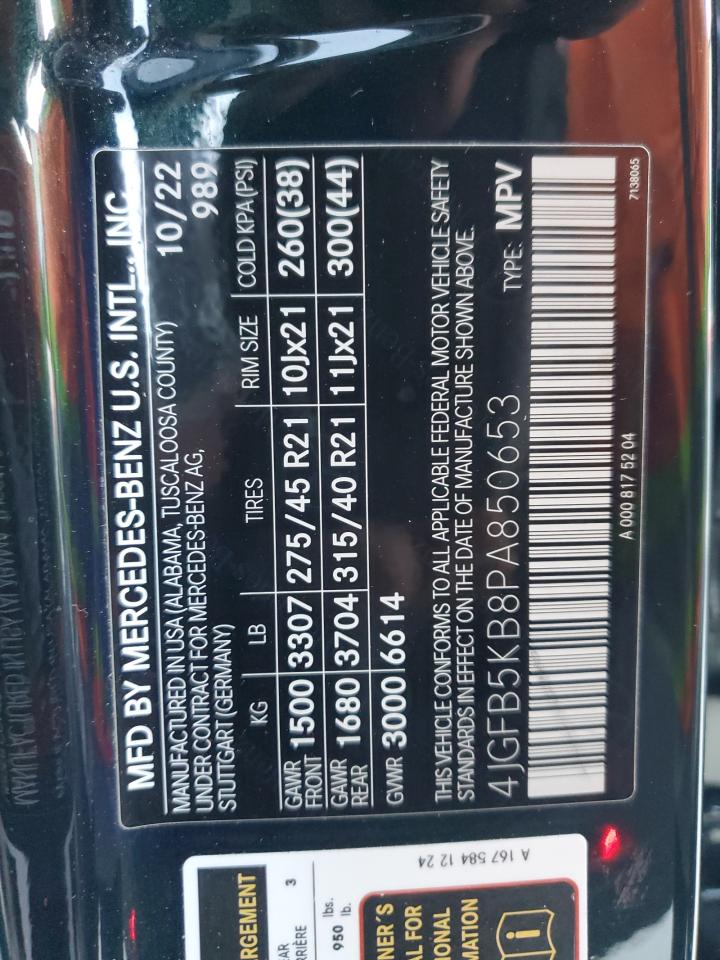 MFD BY MERCEDES-BENZ U.S. INTL., INC.
MANUFACTURED IN USA (ALABAMA, TUSCALOOSA COUNTY) 10/22
UNDER CONTRACT FOR MERCEDES-BENZ AG, 989
STUTTGART (GERMANY)
KG LB TIRES RIM SIZE COLD KPA(PSI)
GAWR FRONT 1500 3307 275/45 R21 10Jx21 260(38)
GAWR REAR 1680 3704 315/40 R21 11Jx21 300(44)
GVWR 3000 6614
THIS VEHICLE CONFORMS TO ALL APPLICABLE FEDERAL MOTOR VEHICLE SAFETY
STANDARDS IN EFFECT ON THE DATE OF MANUFACTURE SHOWN ABOVE.
4JGFB5KB8PA850653 TYPE: MPV
A 000 817 52 04 7138065
A 167 584 12 24
3
950 lbs.
lb.